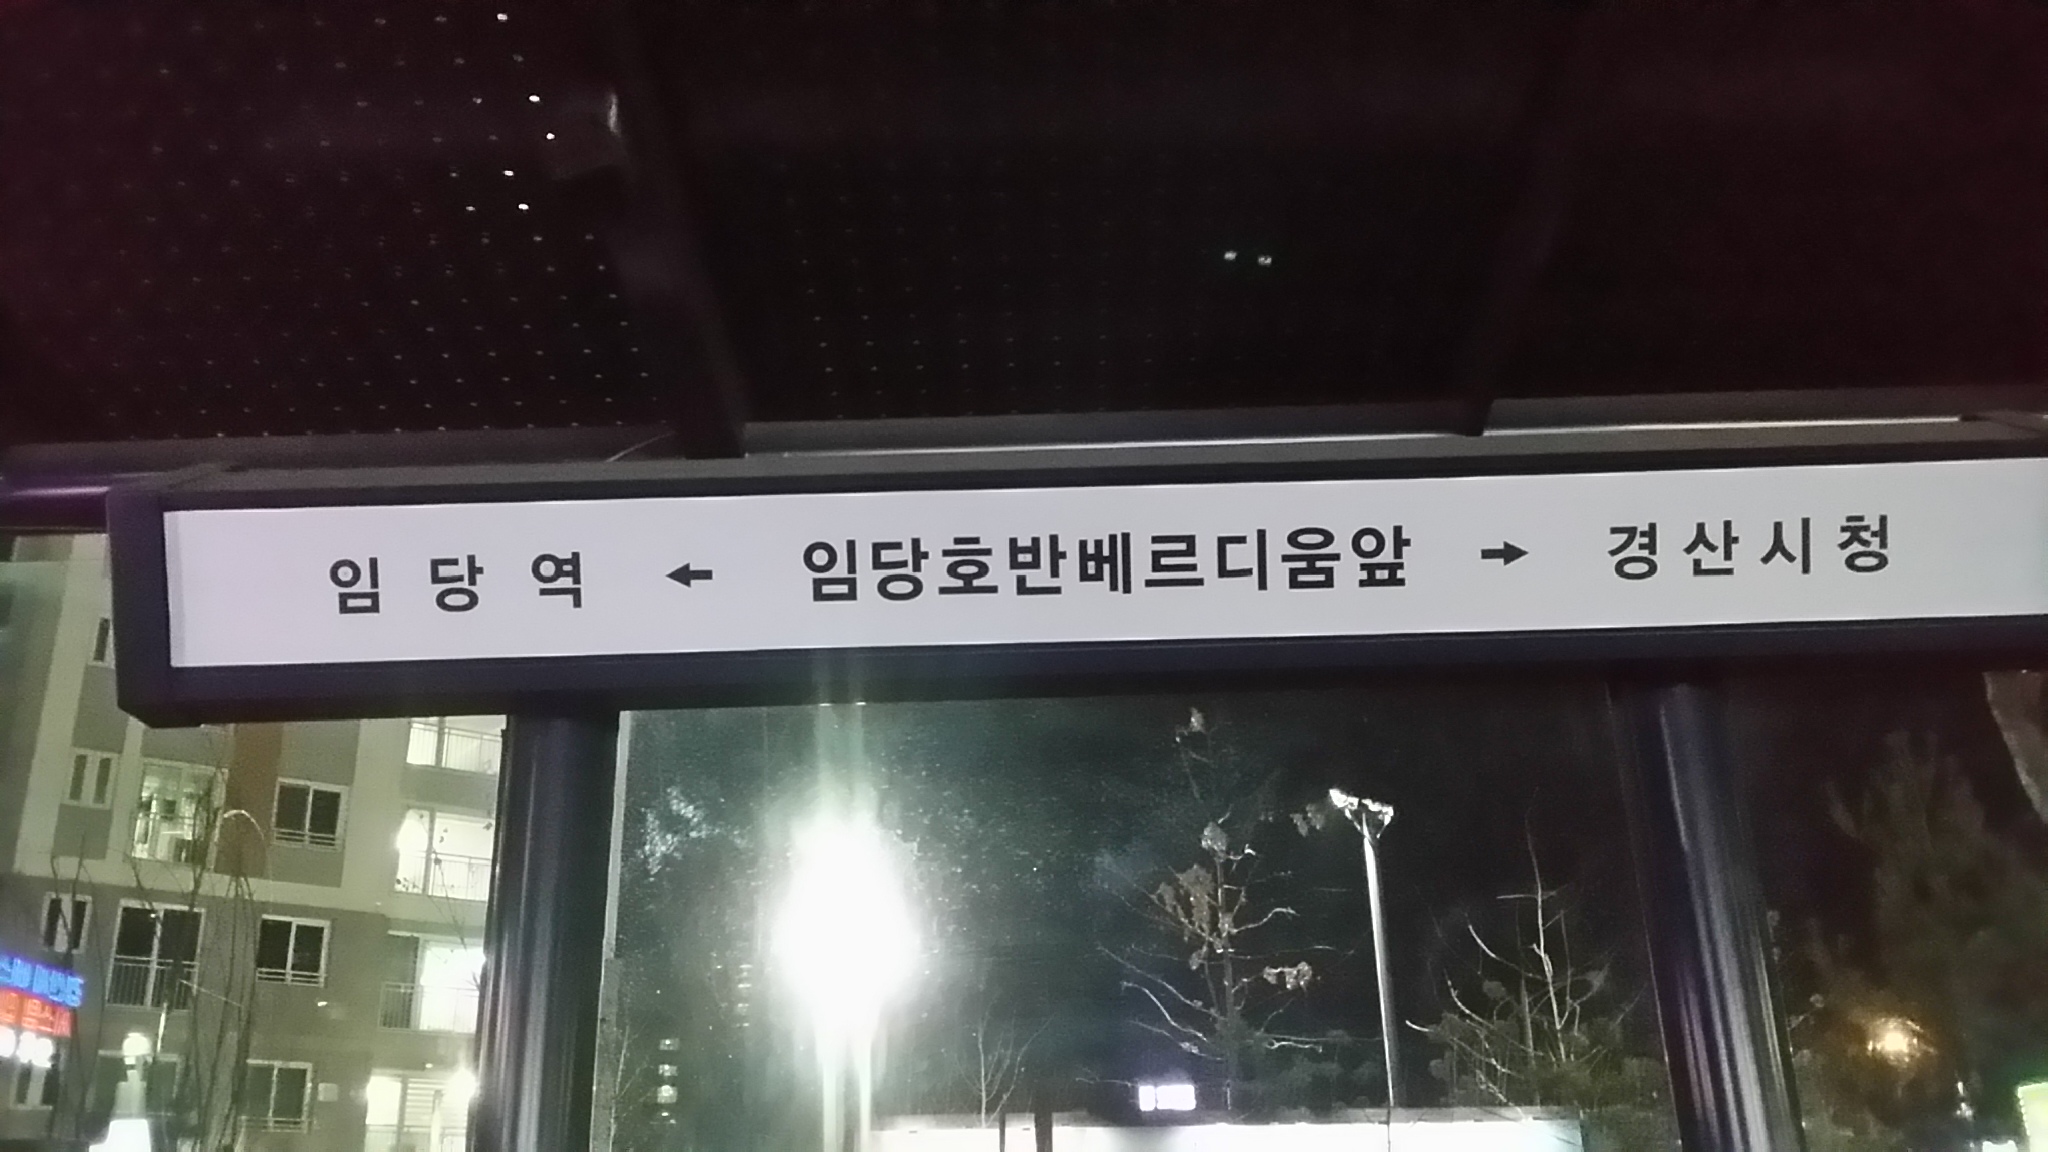 임당역 ← 임당호반베르디움앞 → 경산시청